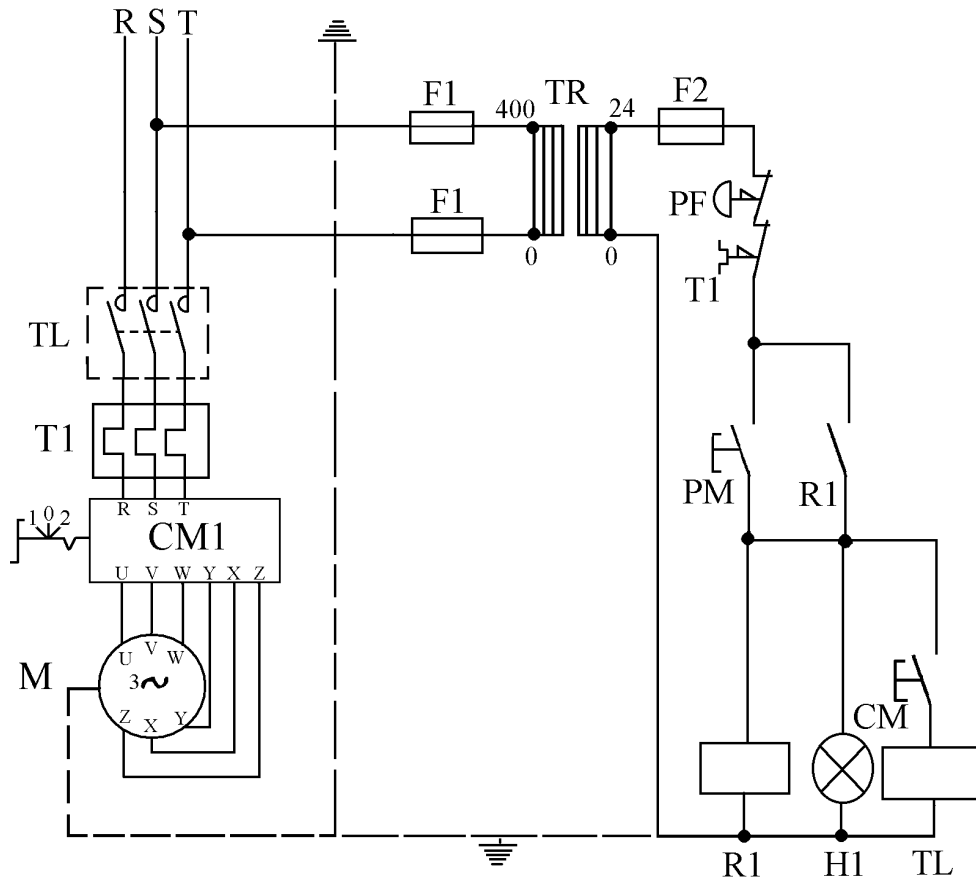 R S T
F1 400 TR 24 F2
PF
F1
0 0
T1
TL
T1
PM R1
R S T
1 0 2
CM1
U V W Y X Z
U V W
M 3~
Z X Y
CM
R1 H1 TL